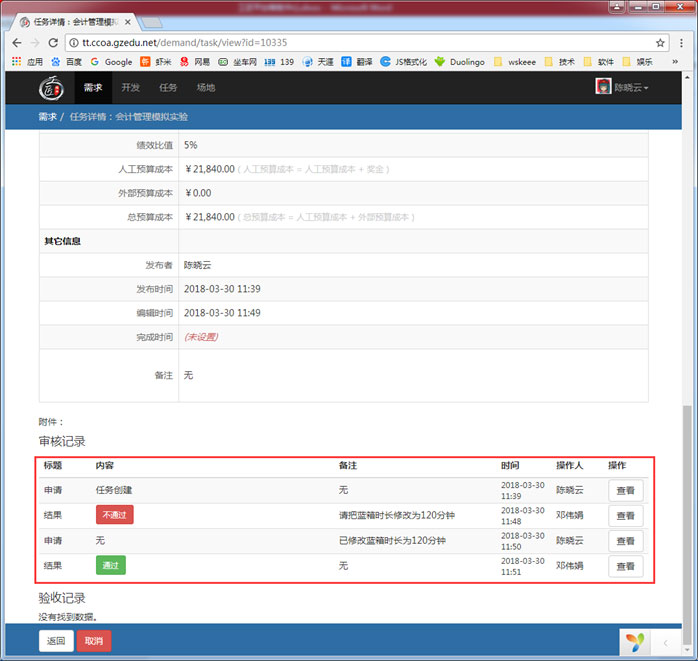 任务详情：会计管理模拟实验
tt.ccoa.gzedu.net/demand/task/view?id=10335
应用 百度 Google 虾米 网易 坐车网 139 139 天涯 翻译 JS格式化 Duolingo wskeee 技术 软件 娱乐 »
需求 开发 任务 场地 陈晓云
需求 / 任务详情：会计管理模拟实验
绩效比值 5%
人工预算成本 ￥21,840.00 ( 人工预算成本 = 人工预算成本 + 奖金 )
外部预算成本 ￥0.00
总预算成本 ￥21,840.00 ( 总预算成本 = 人工预算成本 + 外部预算成本 )
其它信息
发布者 陈晓云
发布时间 2018-03-30 11:39
编辑时间 2018-03-30 11:49
完成时间 (未设置)
备注 无
附件：
审核记录
标题 内容 备注 时间 操作人 操作
申请 任务创建 无 2018-03-30 11:39 陈晓云 查看
结果 不通过 请把蓝箱时长修改为120分钟 2018-03-30 11:48 邓伟娟 查看
申请 无 已修改蓝箱时长为120分钟 2018-03-30 11:50 陈晓云 查看
结果 通过 无 2018-03-30 11:51 邓伟娟 查看
验收记录
没有找到数据。
返回 取消